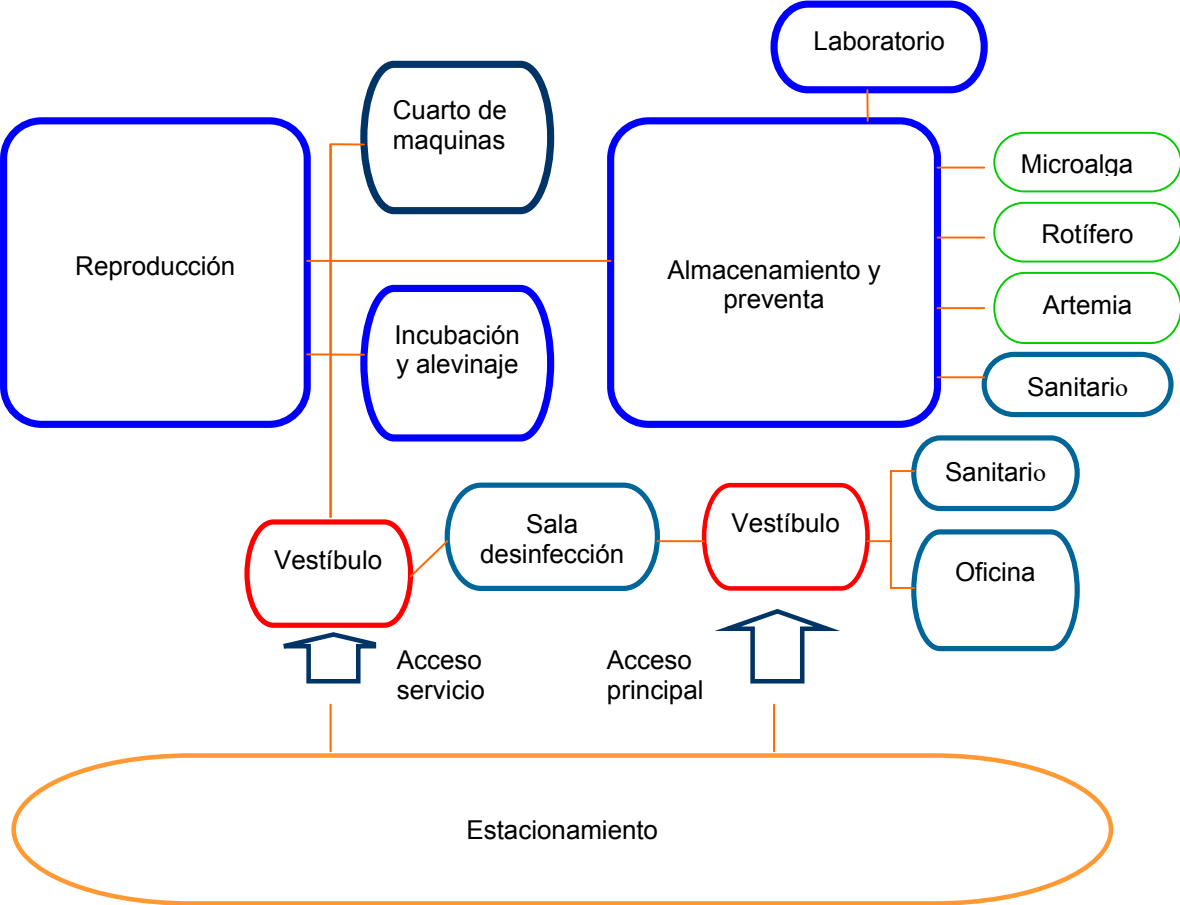 Laboratorio
Cuarto de
maquinas
Microalga
Rotífero
Reproducción
Almacenamiento y
preventa
Artemia
Incubación
y alevinaje
Sanitario
Sanitario
Sala
desinfección
Vestíbulo
Vestíbulo
Oficina
Acceso
servicio
Acceso
principal
Estacionamiento